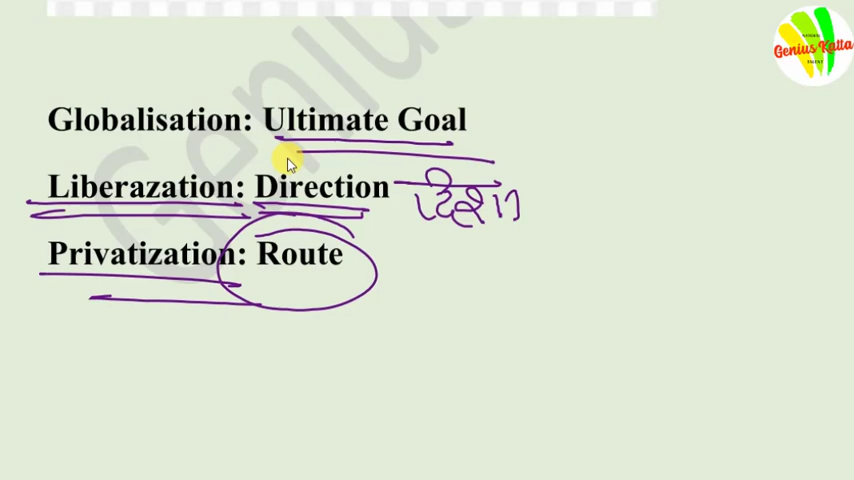 Genius Katta
Globalisation: Ultimate Goal
Liberazation: Direction
दिशा
Privatization: Route